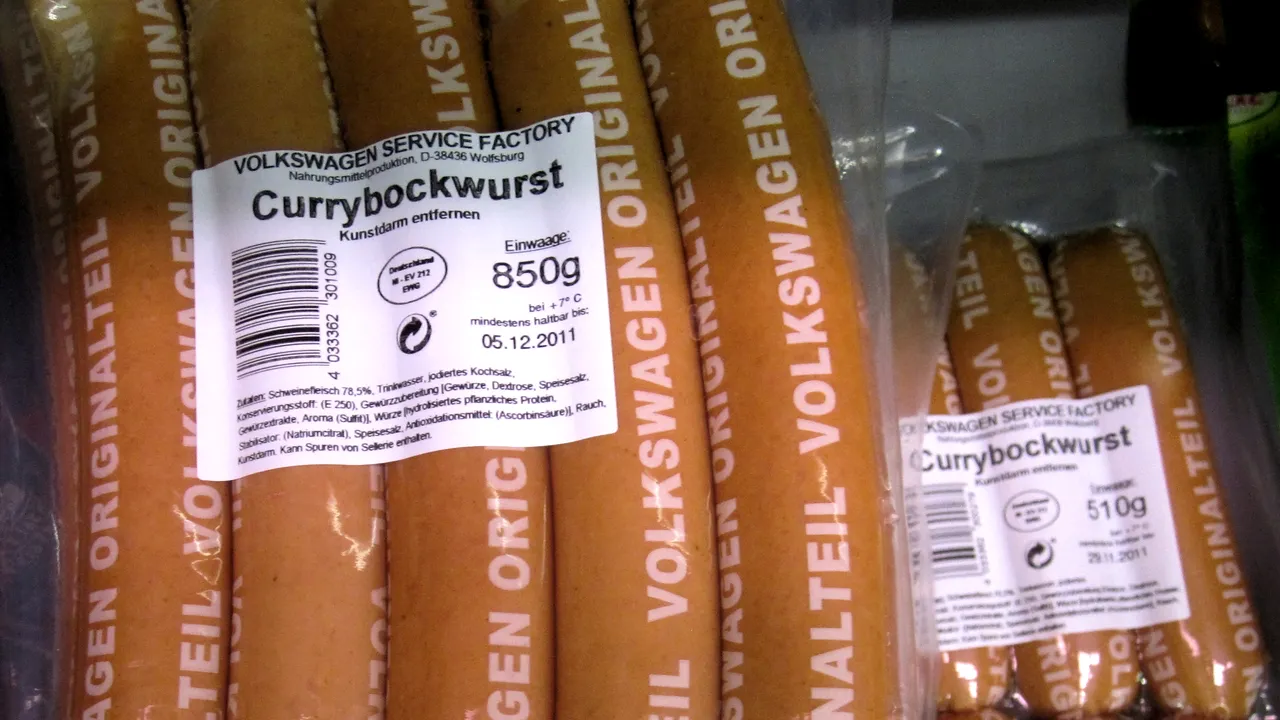 VOLKSWAGEN SERVICE FACTORY
Nahrungsmittelproduktion, D-38436 Wolfsburg
Currybockwurst
Kunstdarm entfernen
4 033362 301009
Deutschland
M - EV 212
EWG
Einwaage:
850g
bei +7° C
mindestens haltbar bis:
05.12.2011
Zutaten: Schweinefleisch 78,5%, Trinkwasser, jodiertes Kochsalz,
Konservierungsstoff: (E 250), Gewürzzubereitung [Gewürze, Dextrose, Speisesalz,
Gewürzextrakte, Aroma (Sulfit)], Würze [hydrolisiertes pflanzliches Protein,
Stabilisator: (Natriumcitrat), Speisesalz, Antioxidationsmittel: (Ascorbinsäure)], Rauch,
Kunstdarm. Kann Spuren von Sellerie enthalten.
VOLKSWAGEN ORIGINALTEIL
VOLKSWAGEN ORIGINALTEIL
VOLKSWAGEN ORIGINALTEIL
VOLKSWAGEN ORIGINALTEIL
VOLKSWAGEN SERVICE FACTORY
Currybockwurst
Kunstdarm entfernen
Einwaage:
510g
29.11.2011
ORIGINALTEIL VOLKSW